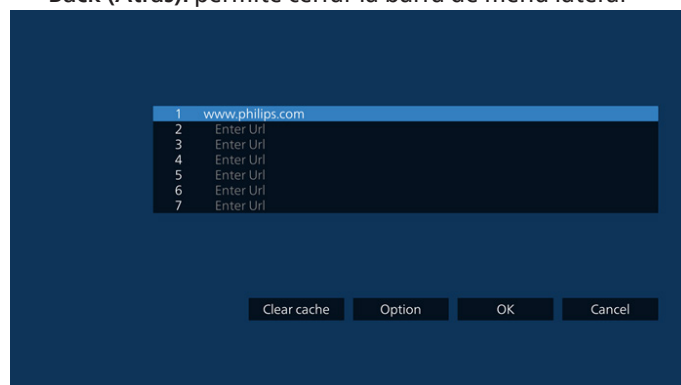 Back (Atrás): permite cerrar la barra de menú lateral
1 www.philips.com
2 Enter Url
3 Enter Url
4 Enter Url
5 Enter Url
6 Enter Url
7 Enter Url
Clear cache Option OK Cancel